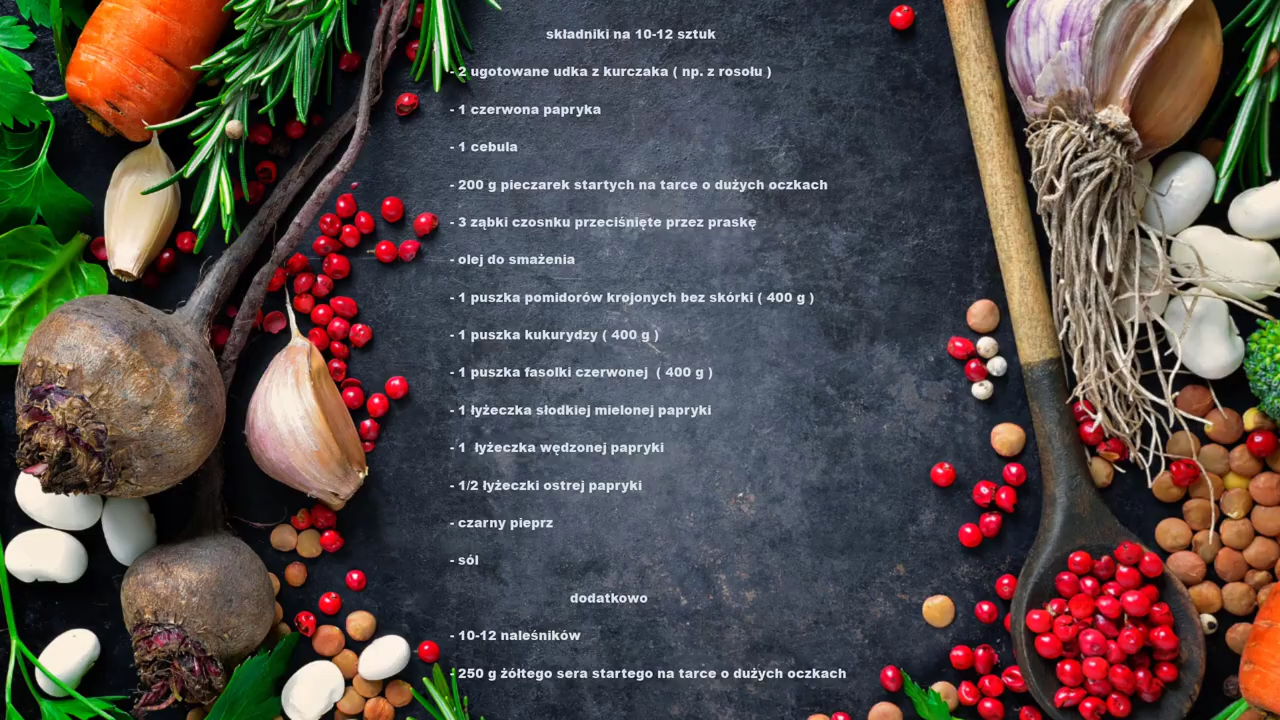 składniki na 10-12 sztuk
- 2 ugotowane udka z kurczaka ( np. z rosołu )
- 1 czerwona papryka
- 1 cebula
- 200 g pieczarek startych na tarce o dużych oczkach
- 3 ząbki czosnku przeciśnięte przez praskę
- olej do smażenia
- 1 puszka pomidorów krojonych bez skórki ( 400 g )
- 1 puszka kukurydzy ( 400 g )
- 1 puszka fasolki czerwonej  ( 400 g )
- 1 łyżeczka słodkiej mielonej papryki
- 1  łyżeczka wędzonej papryki
- 1/2 łyżeczki ostrej papryki
- czarny pieprz
- sól
dodatkowo
- 10-12 naleśników
- 250 g żółtego sera startego na tarce o dużych oczkach